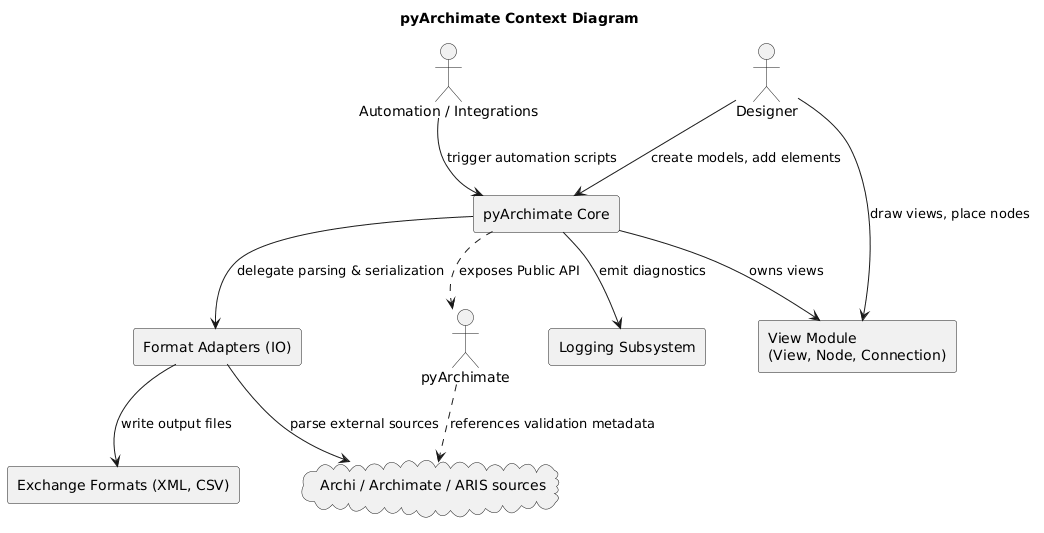 pyArchimate Context Diagram
Automation / Integrations
Designer
trigger automation scripts
create models, add elements
draw views, place nodes
pyArchimate Core
delegate parsing & serialization
exposes Public API
emit diagnostics
owns views
Format Adapters (IO)
pyArchimate
Logging Subsystem
View Module
(View, Node, Connection)
write output files
parse external sources
references validation metadata
Exchange Formats (XML, CSV)
Archi / Archimate / ARIS sources